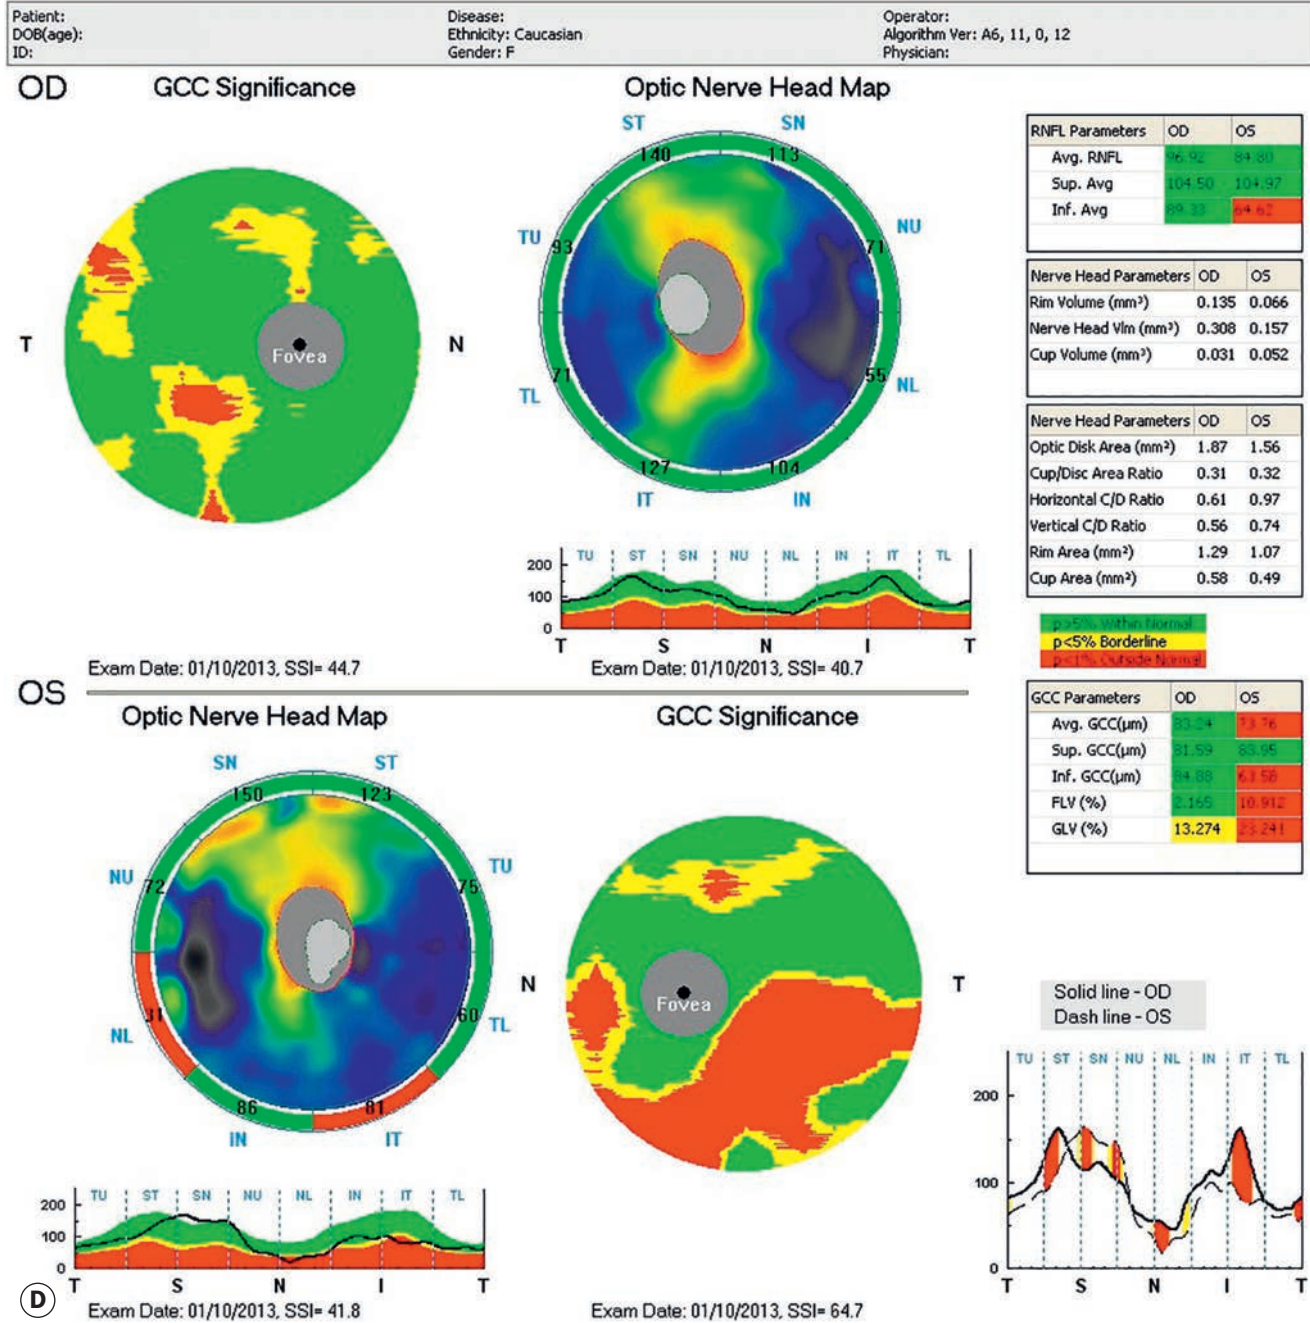 Patient: Disease: Operator:
DOB(age): Ethnicity: Caucasian Algorithm Ver: A6, 11, 0, 12
ID: Gender: F Physician:
OD
GCC Significance
T
N
Fovea
Exam Date: 01/10/2013, SSI= 44.7
Optic Nerve Head Map
ST SN
140 113
TU 93 71 NU
TL 71 55 NL
127 104
IT IN
TU ST SN NU NL IN IT TL
200
100
0
T S N I T
Exam Date: 01/10/2013, SSI= 40.7
RNFL Parameters OD OS
Avg. RNFL 96.92 84.80
Sup. Avg 104.50 104.97
Inf. Avg 89.33 64.62
Nerve Head Parameters OD OS
Rim Volume (mm³) 0.135 0.066
Nerve Head Vlm (mm³) 0.308 0.157
Cup Volume (mm³) 0.031 0.052
Nerve Head Parameters OD OS
Optic Disk Area (mm²) 1.87 1.56
Cup/Disc Area Ratio 0.31 0.32
Horizontal C/D Ratio 0.61 0.97
Vertical C/D Ratio 0.56 0.74
Rim Area (mm²) 1.29 1.07
Cup Area (mm²) 0.58 0.49
p>5% Within Normal
p<5% Borderline
p<1% Outside Normal
GCC Parameters OD OS
Avg. GCC(µm) 83.24 73.76
Sup. GCC(µm) 81.59 83.95
Inf. GCC(µm) 84.88 63.58
FLV (%) 2.165 10.912
GLV (%) 13.274 23.241
OS
Optic Nerve Head Map
SN ST
150 123
NU 72 75 TU
NL 31 60 TL
86 81
IN IT
TU ST SN NU NL IN IT TL
200
100
0
T S N I T
D
Exam Date: 01/10/2013, SSI= 41.8
GCC Significance
N
T
Fovea
Exam Date: 01/10/2013, SSI= 64.7
Solid line - OD
Dash line - OS
TU ST SN NU NL IN IT TL
200
100
0
T S N I T